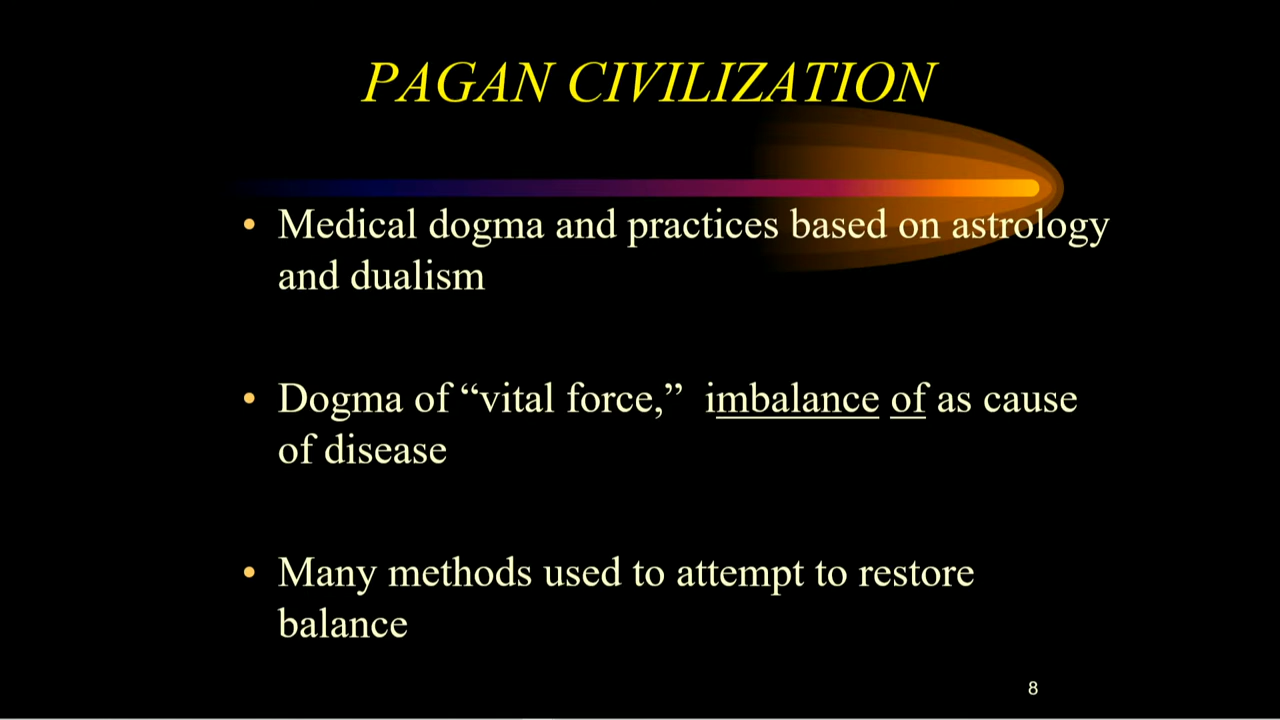 PAGAN CIVILIZATION
• Medical dogma and practices based on astrology
and dualism
• Dogma of “vital force,”  imbalance of as cause
of disease
• Many methods used to attempt to restore
balance
8